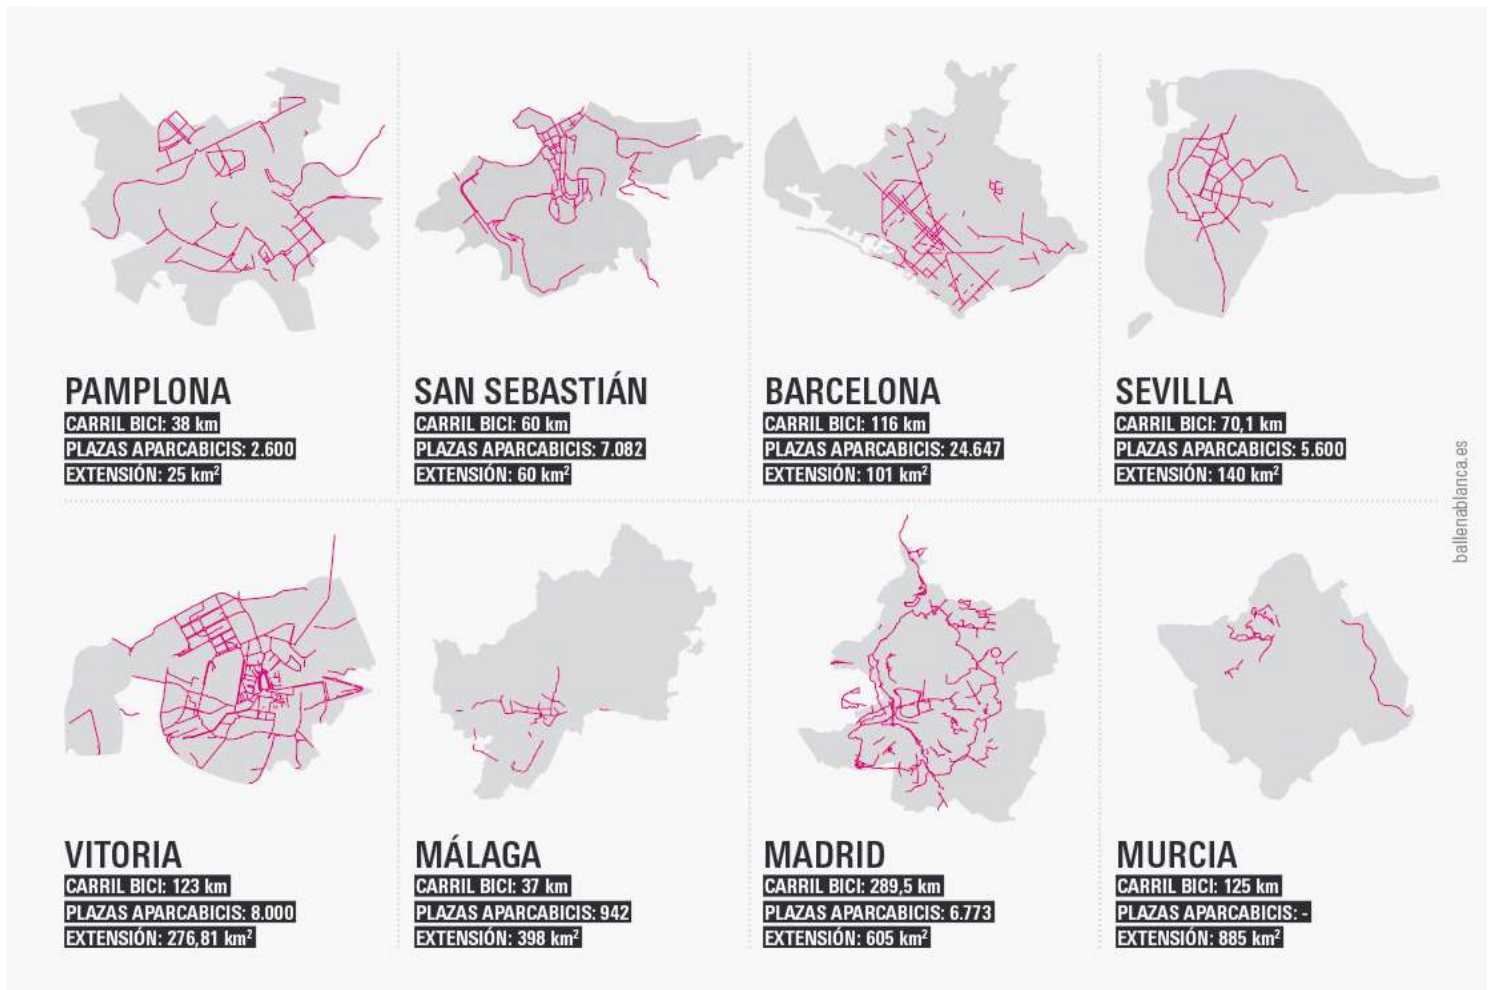 PAMPLONA
CARRIL BICI: 38 km
PLAZAS APARCABICIS: 2.600
EXTENSIÓN: 25 km²
SAN SEBASTIÁN
CARRIL BICI: 60 km
PLAZAS APARCABICIS: 7.082
EXTENSIÓN: 60 km²
BARCELONA
CARRIL BICI: 116 km
PLAZAS APARCABICIS: 24.647
EXTENSIÓN: 101 km²
SEVILLA
CARRIL BICI: 70,1 km
PLAZAS APARCABICIS: 5.600
EXTENSIÓN: 140 km²
VITORIA
CARRIL BICI: 123 km
PLAZAS APARCABICIS: 8.000
EXTENSIÓN: 276,81 km²
MÁLAGA
CARRIL BICI: 37 km
PLAZAS APARCABICIS: 942
EXTENSIÓN: 398 km²
MADRID
CARRIL BICI: 289,5 km
PLAZAS APARCABICIS: 6.773
EXTENSIÓN: 605 km²
MURCIA
CARRIL BICI: 125 km
PLAZAS APARCABICIS: -
EXTENSIÓN: 885 km²
ballenablanca.es